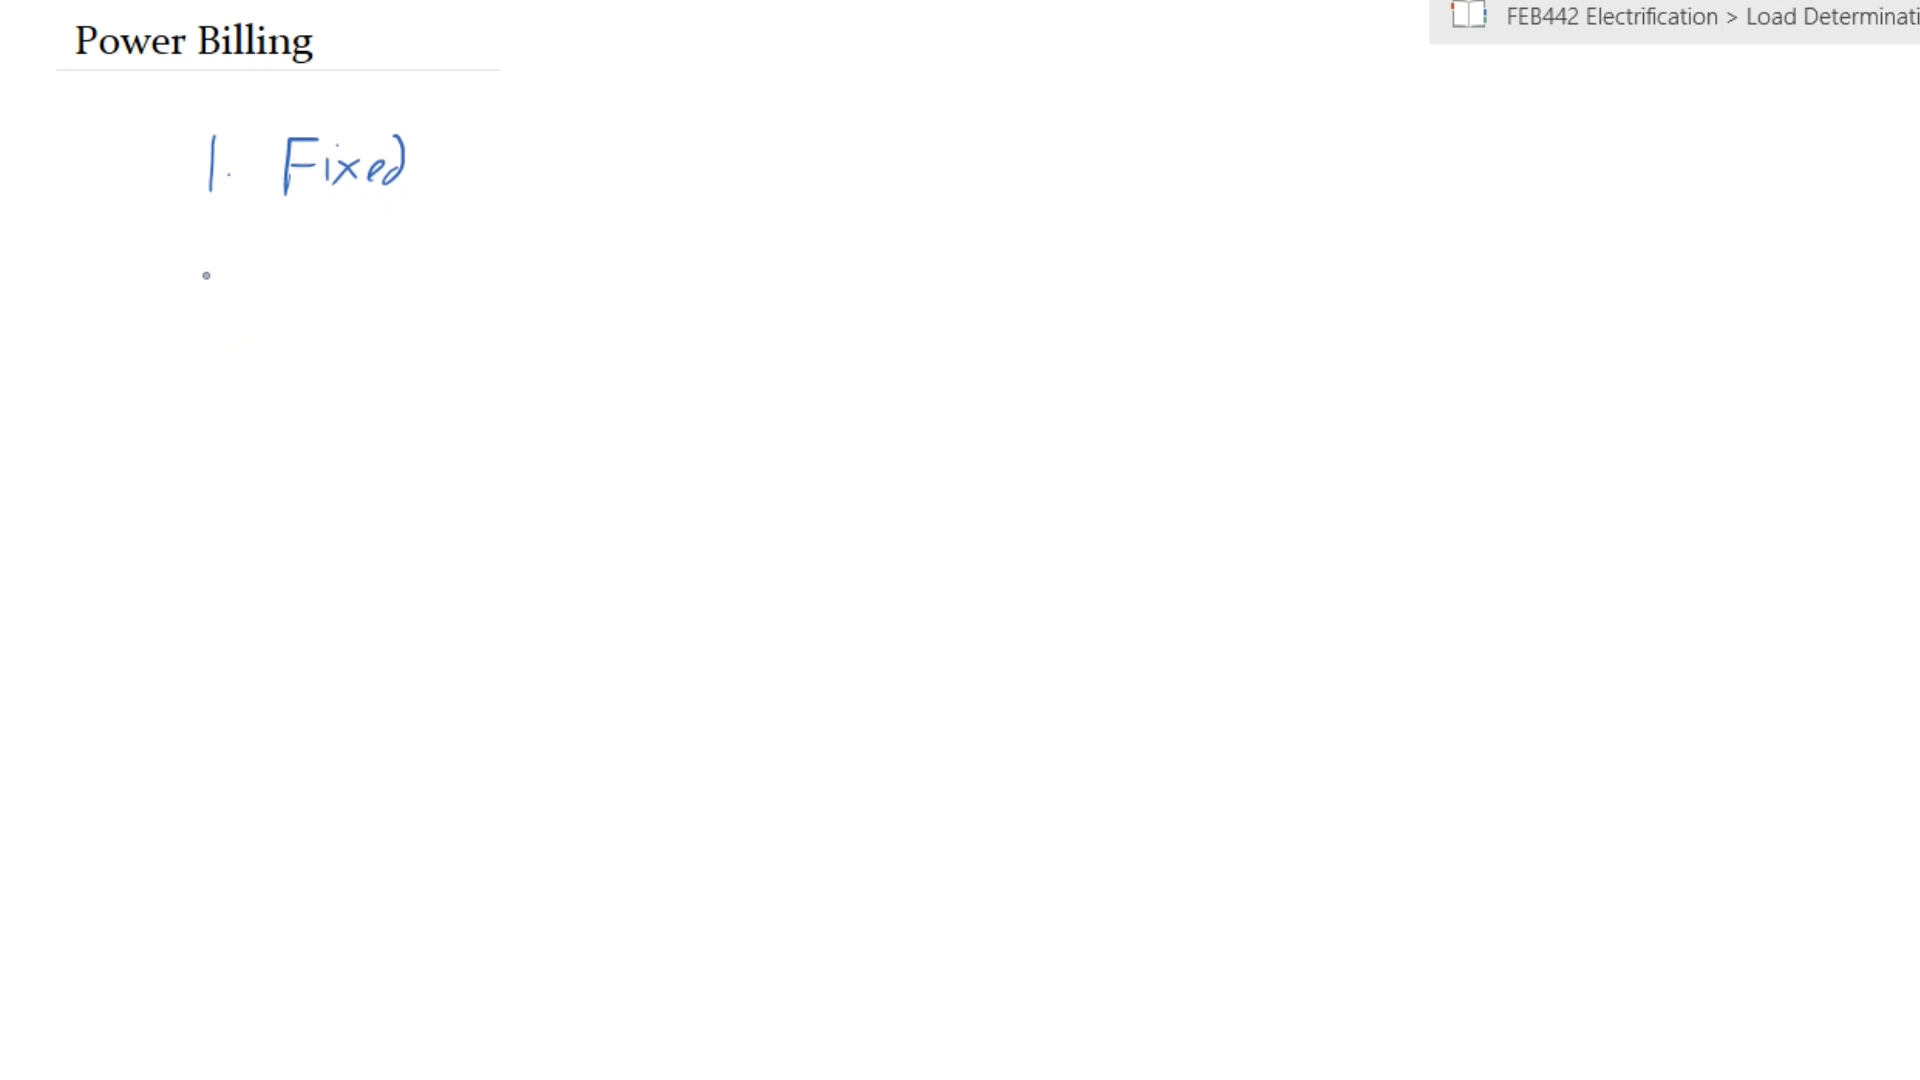 Power Billing
FEB442 Electrification > Load Determinati
1. Fixed